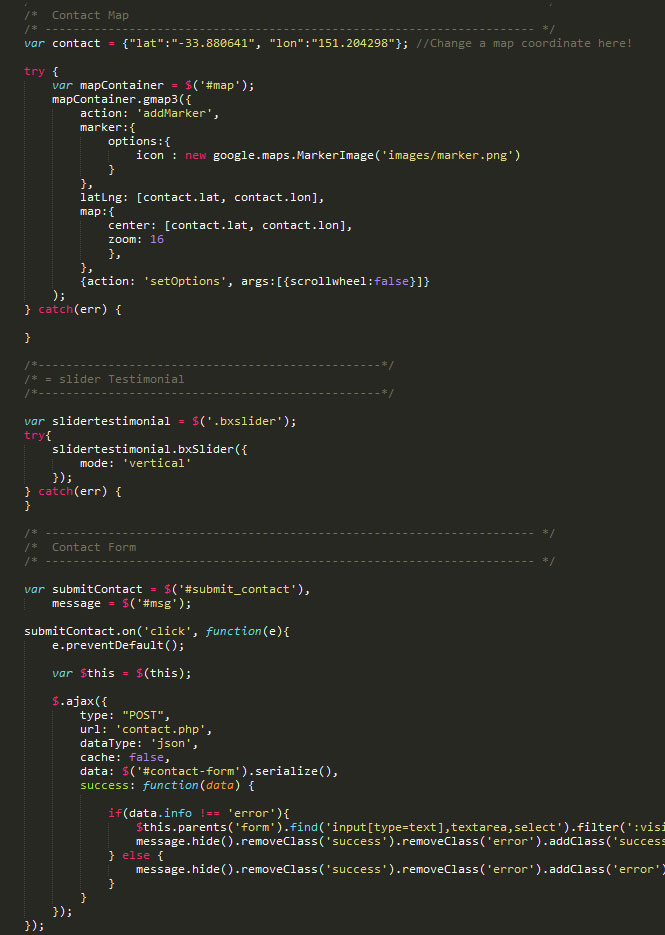 /*  Contact Map
/* ---------------------------------------------------------------------- */
var contact = {"lat":"-33.880641", "lon":"151.204298"}; //Change a map coordinate here!

try {
    var mapContainer = $('#map');
    mapContainer.gmap3({
        action: 'addMarker',
        marker:{
            options:{
                icon : new google.maps.MarkerImage('images/marker.png')
            }
        },
        latLng: [contact.lat, contact.lon],
        map:{
            center: [contact.lat, contact.lon],
            zoom: 16
            },
        },
        {action: 'setOptions', args:[{scrollwheel:false}]}
    );
} catch(err) {

}

/*-------------------------------------------------*/
/* = slider Testimonial
/*-------------------------------------------------*/

var slidertestimonial = $('.bxslider');
try{
    slidertestimonial.bxSlider({
        mode: 'vertical'
    });
} catch(err) {
}

/* ---------------------------------------------------------------------- */
/*  Contact Form
/* ---------------------------------------------------------------------- */

var submitContact = $('#submit_contact'),
    message = $('#msg');

submitContact.on('click', function(e){
    e.preventDefault();

    var $this = $(this);

    $.ajax({
        type: "POST",
        url: 'contact.php',
        dataType: 'json',
        cache: false,
        data: $('#contact-form').serialize(),
        success: function(data) {

            if(data.info !== 'error'){
                $this.parents('form').find('input[type=text],textarea,select').filter(':visi
                message.hide().removeClass('success').removeClass('error').addClass('success
            } else {
                message.hide().removeClass('success').removeClass('error').addClass('error')
            }
        }
    });
});